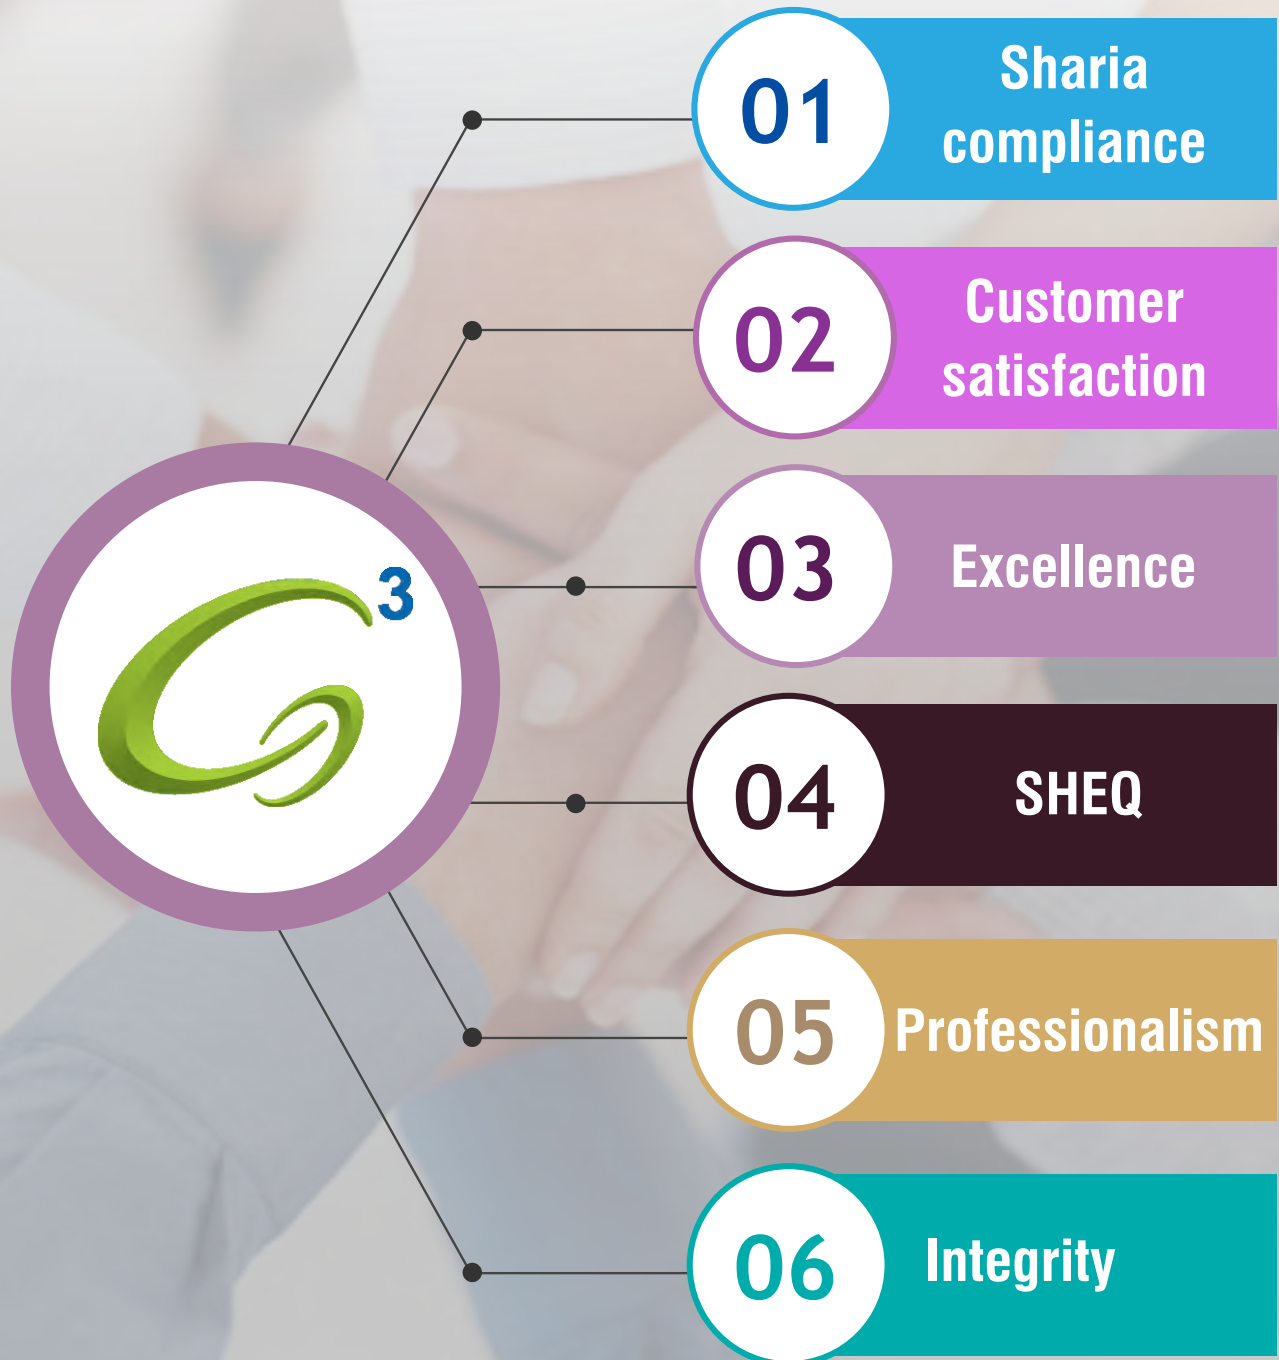 01
Sharia
compliance
02
Customer
satisfaction
03
Excellence
3
04
SHEQ
05
Professionalism
06
Integrity